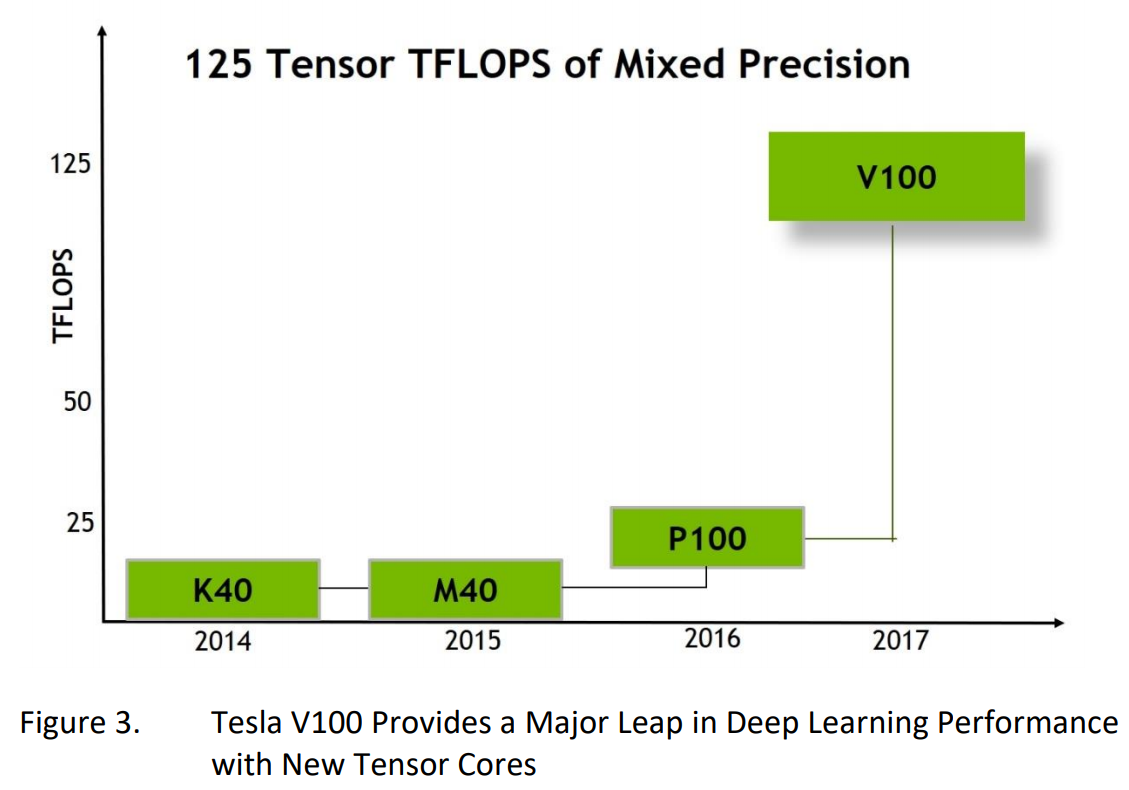 125 Tensor TFLOPS of Mixed Precision
125
V100
TFLOPS
50
25
P100
K40
M40
2014
2015
2016
2017
Figure 3. Tesla V100 Provides a Major Leap in Deep Learning Performance
with New Tensor Cores